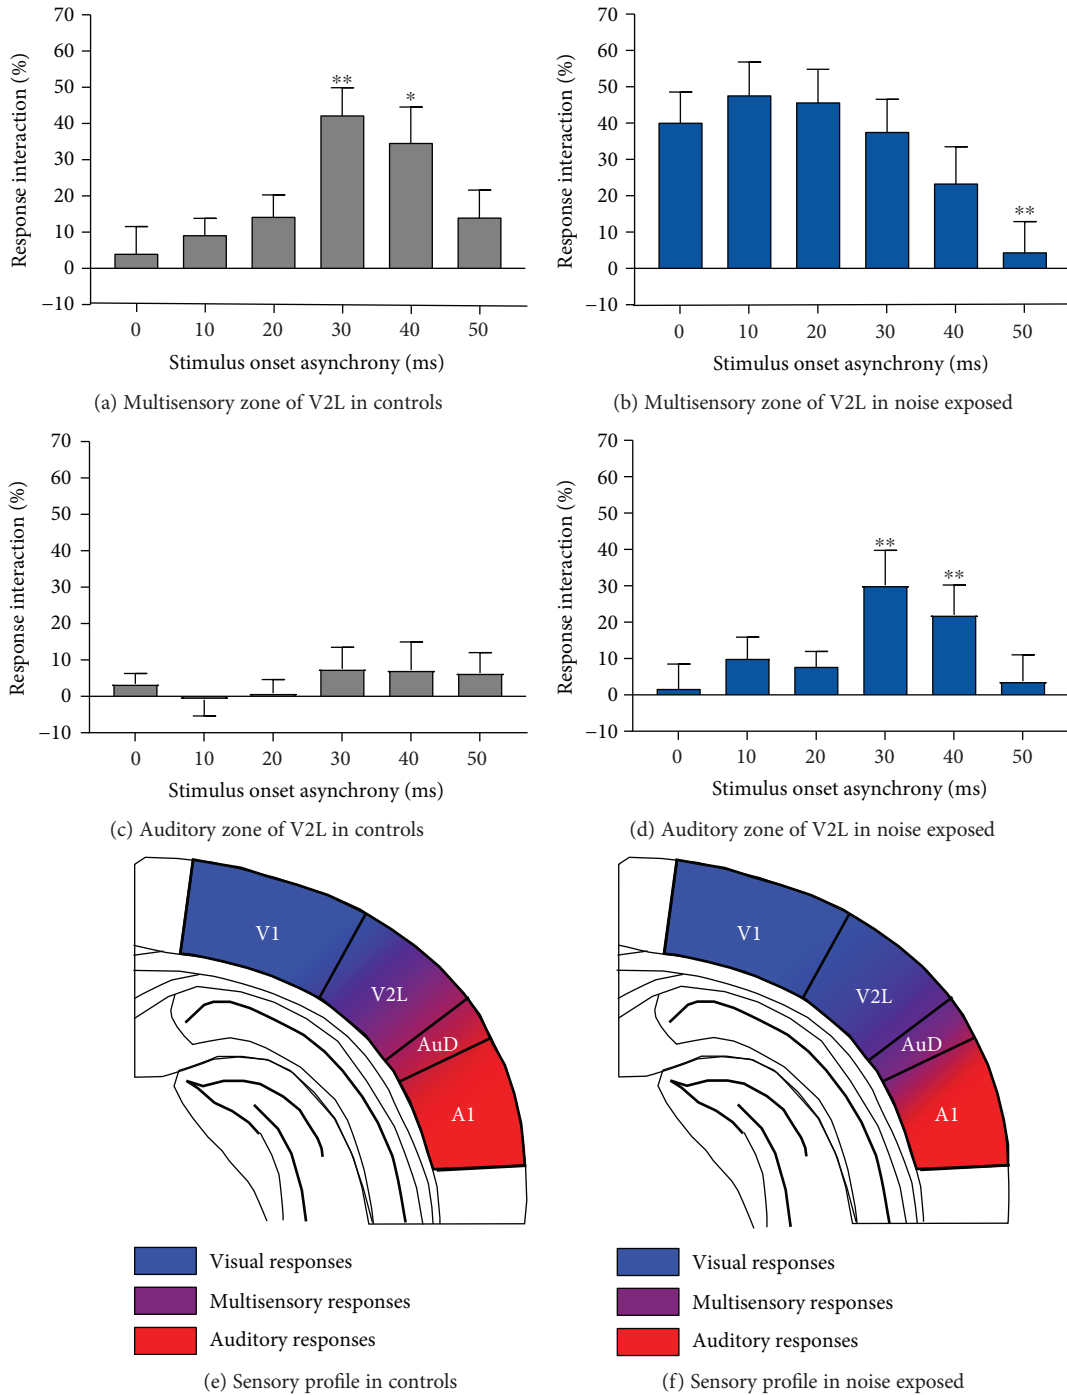 70
60
50
40
30
20
10
0
−10
Response interaction (%)
**
*
0 10 20 30 40 50
Stimulus onset asynchrony (ms)
(a) Multisensory zone of V2L in controls
70
60
50
40
30
20
10
0
−10
Response interaction (%)
**
0 10 20 30 40 50
Stimulus onset asynchrony (ms)
(b) Multisensory zone of V2L in noise exposed
70
60
50
40
30
20
10
0
−10
Response interaction (%)
0 10 20 30 40 50
Stimulus onset asynchrony (ms)
(c) Auditory zone of V2L in controls
70
60
50
40
30
20
10
0
−10
Response interaction (%)
**
**
0 10 20 30 40 50
Stimulus onset asynchrony (ms)
(d) Auditory zone of V2L in noise exposed
V1
V2L
AuD
A1
Visual responses
Multisensory responses
Auditory responses
(e) Sensory profile in controls
V1
V2L
AuD
A1
Visual responses
Multisensory responses
Auditory responses
(f) Sensory profile in noise exposed